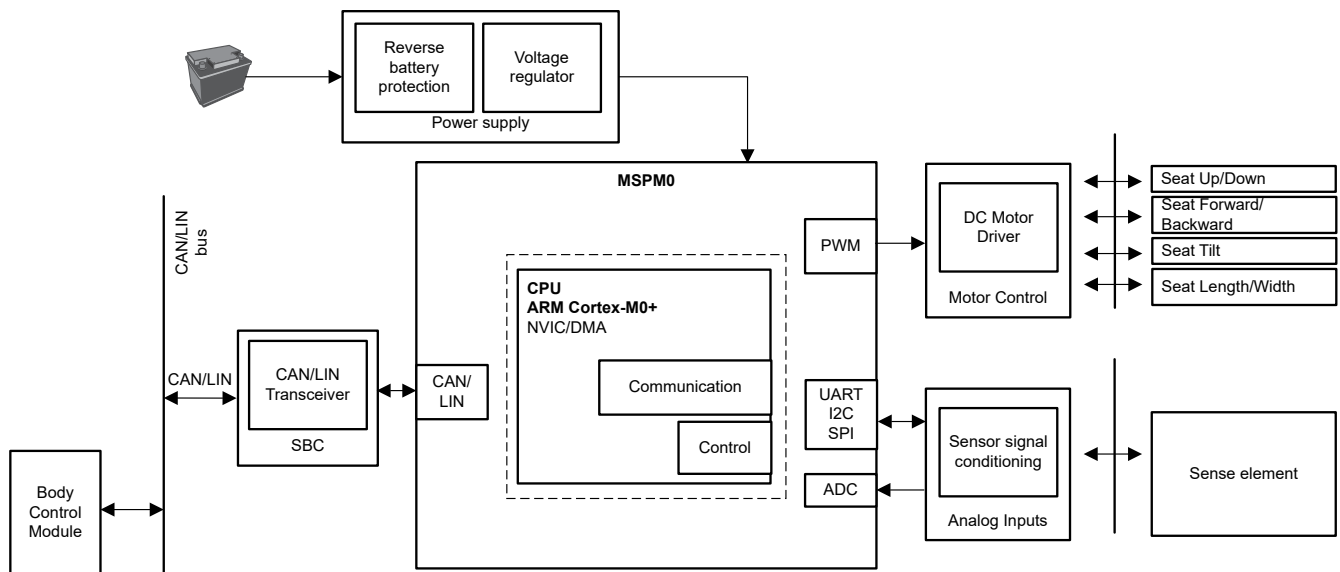 Reverse
battery
protection
Voltage
regulator
Power supply
MSPM0
CAN/LIN
bus
PWM
DC Motor
Driver
Motor Control
Seat Up/Down
Seat Forward/
Backward
Seat Tilt
Seat Length/Width
CPU
ARM Cortex-M0+
NVIC/DMA
Communication
Control
CAN/LIN
CAN/LIN
Transceiver
SBC
CAN/
LIN
UART
I2C
SPI
ADC
Sensor signal
conditioning
Analog Inputs
Sense element
Body
Control
Module